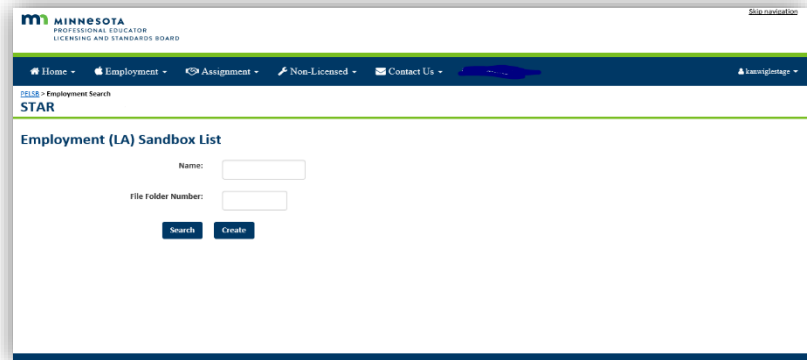 Skip navigation
MINNESOTA
PROFESSIONAL EDUCATOR
LICENSING AND STANDARDS BOARD
Home Employment Assignment Non-Licensed Contact Us kanwiglestage
PELSB > Employment Search
STAR
Employment (LA) Sandbox List
Name:
File Folder Number:
Search Create